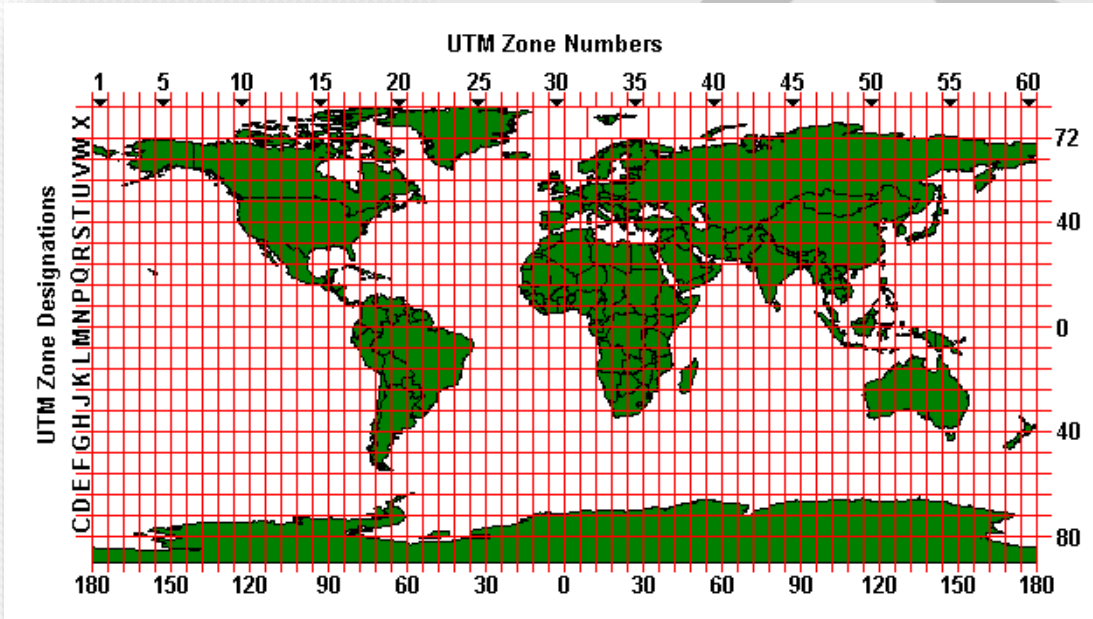 UTM Zone Numbers
1 5 10 15 20 25 30 35 40 45 50 55 60
UTM Zone Designations
C D E F G H J K L M N P Q R S T U V W X
72
40
0
40
80
180 150 120 90 60 30 0 30 60 90 120 150 180